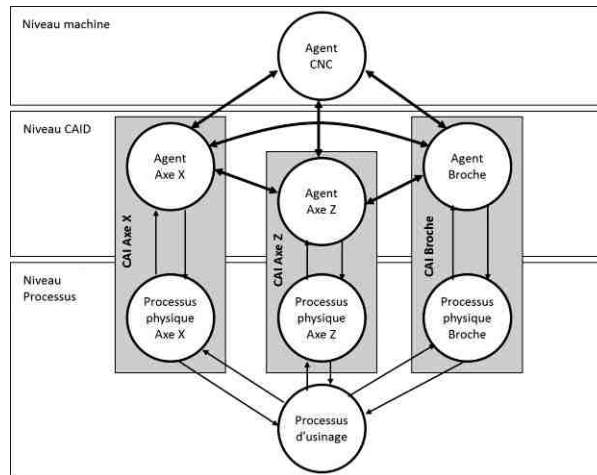 Niveau machine
Agent
CNC
Niveau CAID
Agent
Axe X
Agent
Axe Z
Agent
Broche
CAI Axe X
CAI Axe Z
CAI Broche
Niveau
Processus
Processus
physique
Axe X
Processus
physique
Axe Z
Processus
physique
Broche
Processus
d'usinage